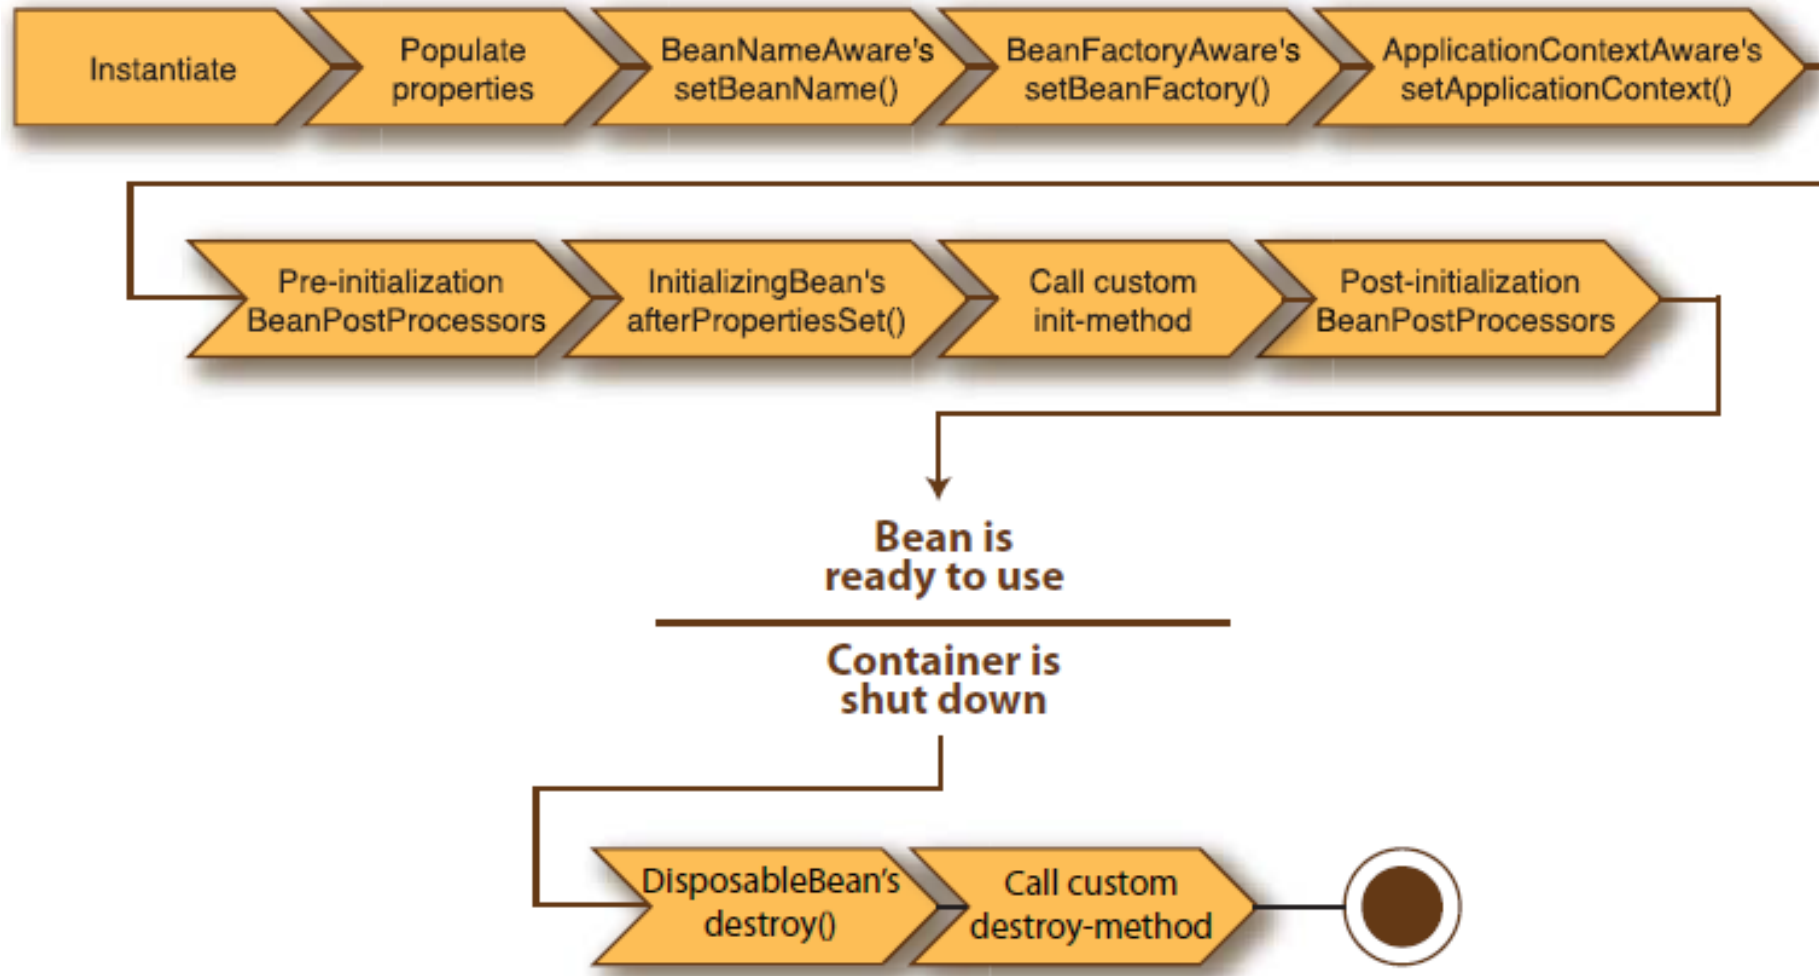 Instantiate
Populate
properties
BeanNameAware's
setBeanName()
BeanFactoryAware's
setBeanFactory()
ApplicationContextAware's
setApplicationContext()
Pre-initialization
BeanPostProcessors
InitializingBean's
afterPropertiesSet()
Call custom
init-method
Post-initialization
BeanPostProcessors
Bean is
ready to use
Container is
shut down
DisposableBean's
destroy()
Call custom
destroy-method